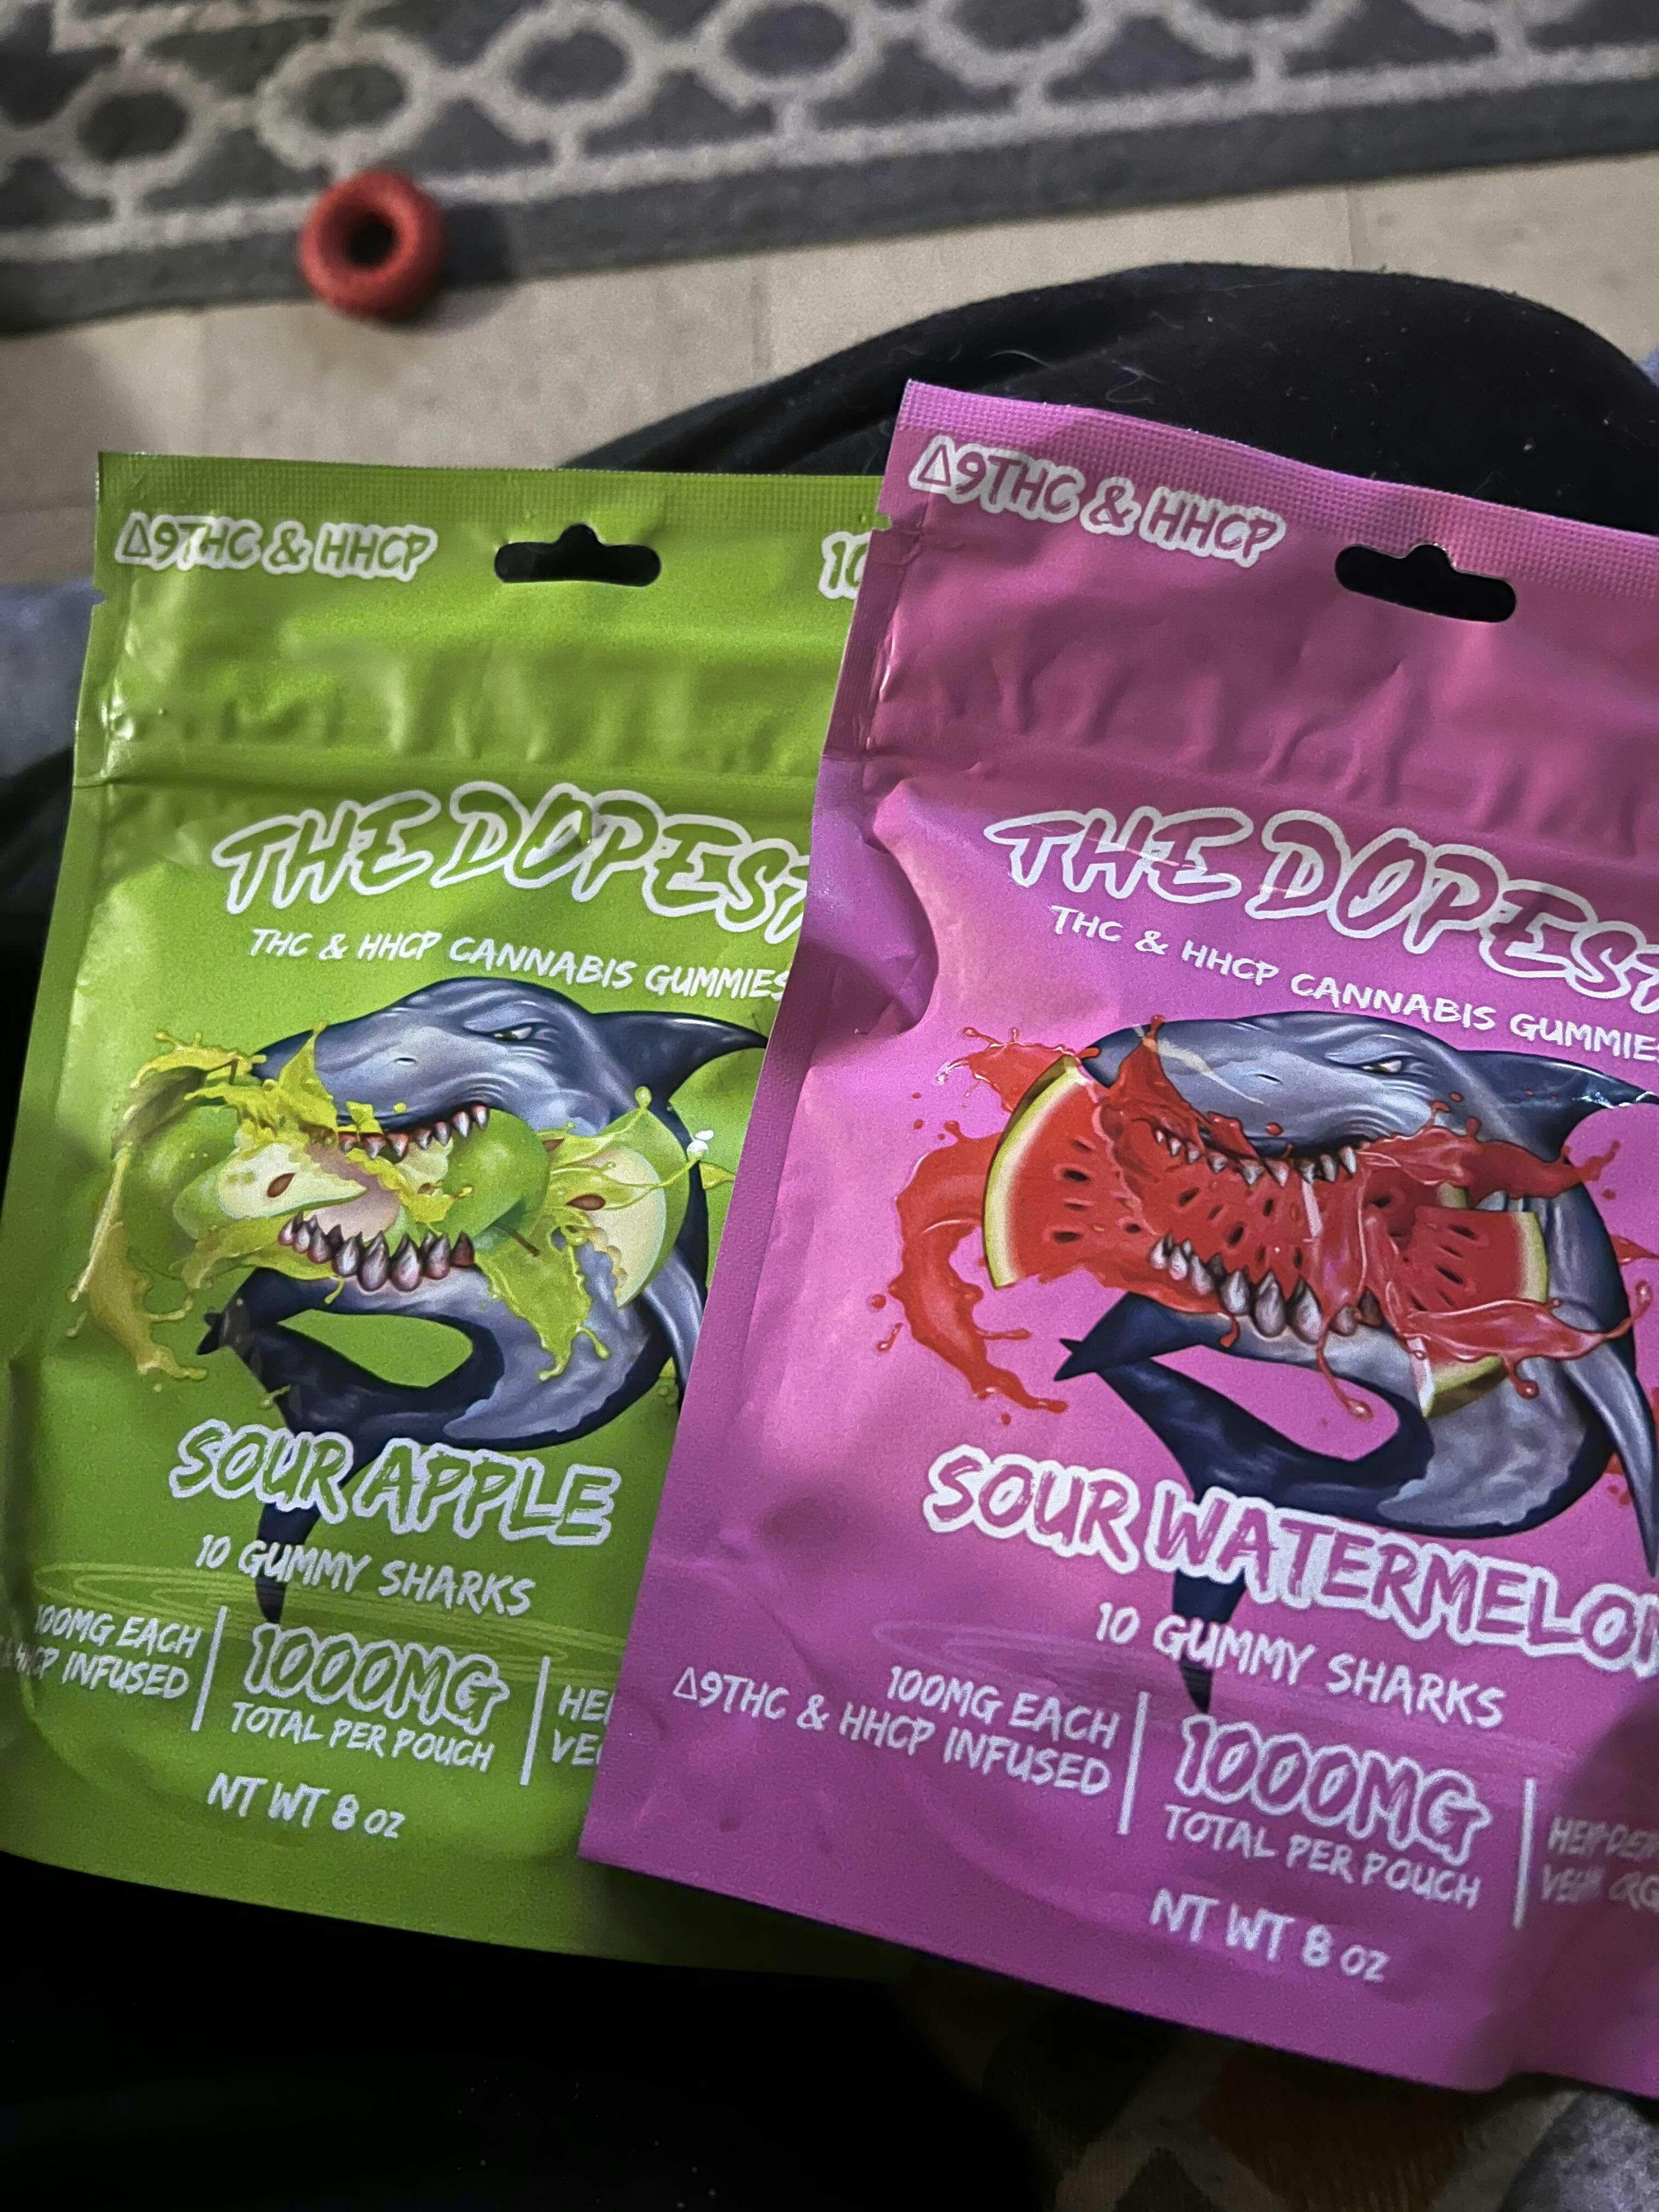 Δ9THC & HHCP
10
THE DOPEST
THC & HHCP CANNABIS GUMMIES
SOUR APPLE
10 GUMMY SHARKS
100MG EACH
& HHCP INFUSED
1000MG
TOTAL PER POUCH
NT WT 8 OZ
Δ9THC & HHCP
THE DOPEST
THC & HHCP CANNABIS GUMMIES
SOUR WATERMELON
10 GUMMY SHARKS
100MG EACH
Δ9THC & HHCP INFUSED
1000MG
TOTAL PER POUCH
VEGAN
NT WT 8 OZ